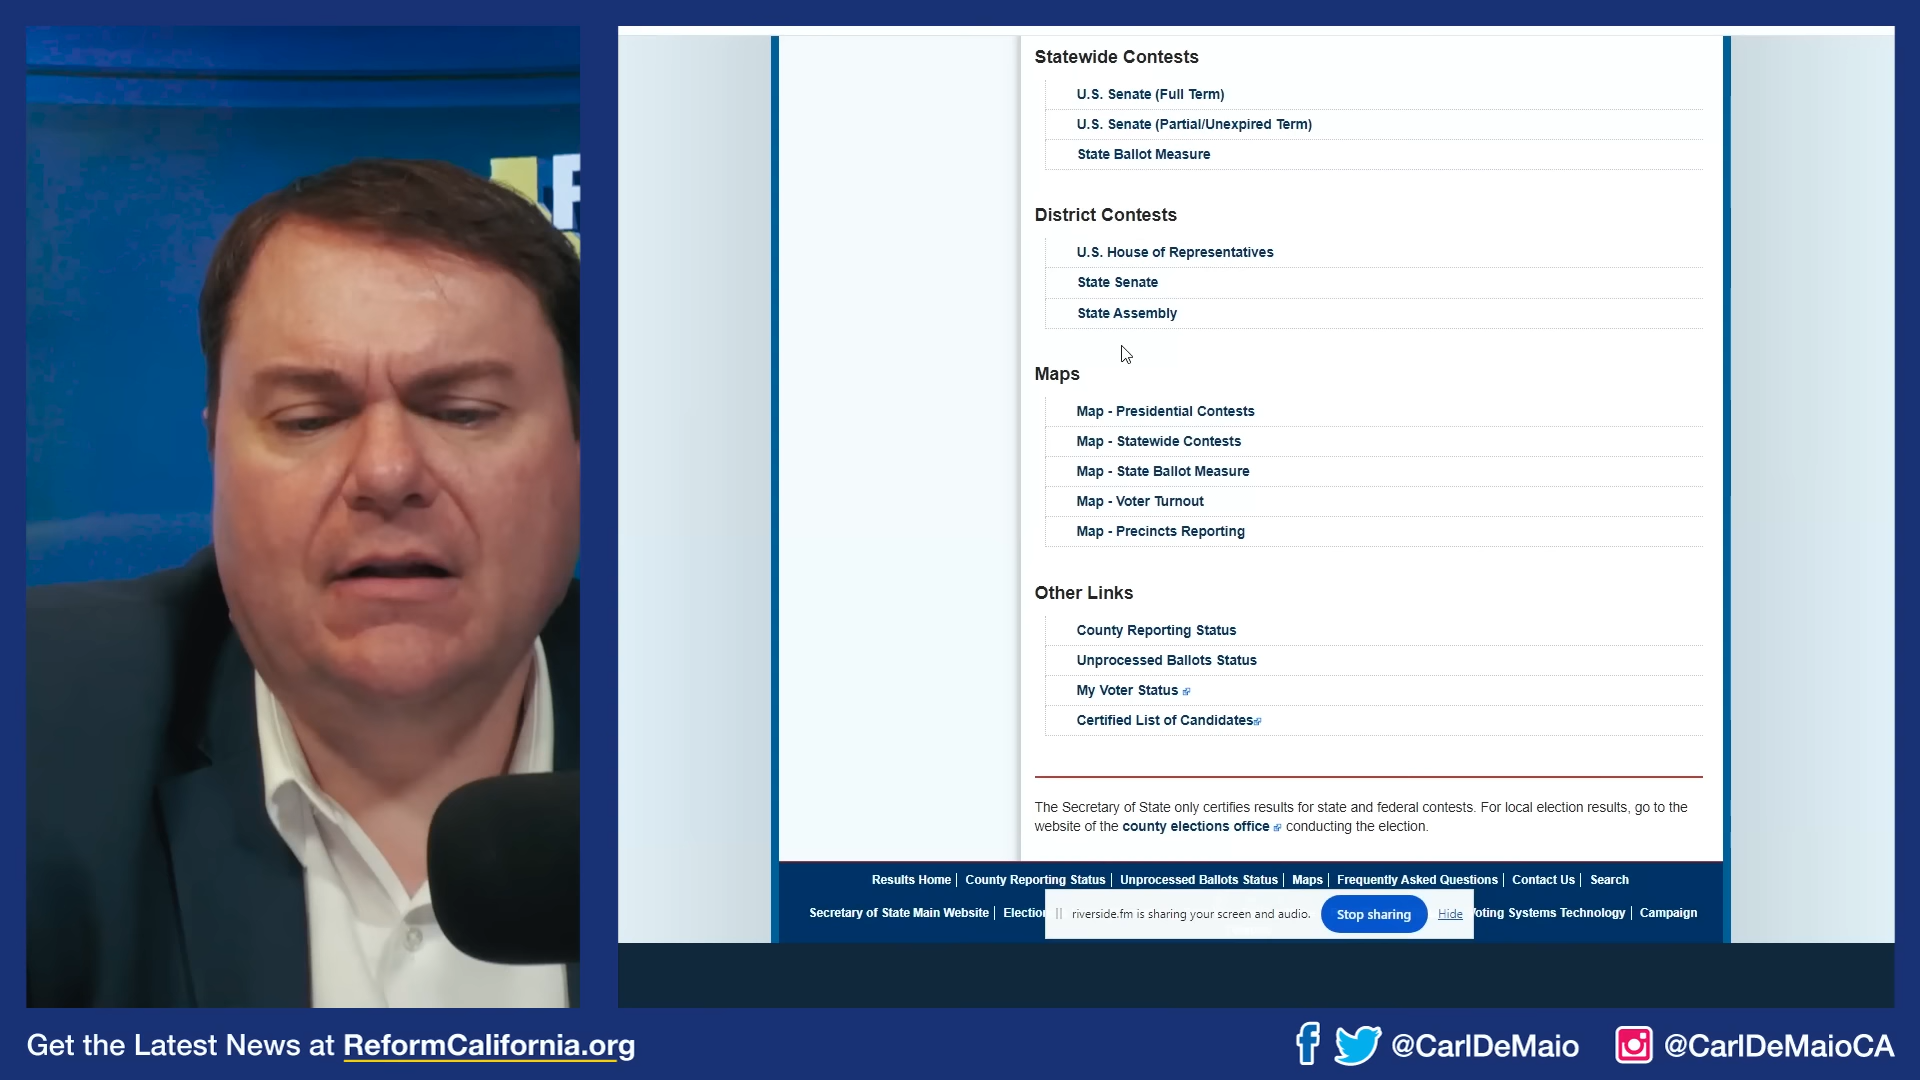 Statewide Contests
U.S. Senate (Full Term)
U.S. Senate (Partial/Unexpired Term)
State Ballot Measure
District Contests
U.S. House of Representatives
State Senate
State Assembly
Maps
Map - Presidential Contests
Map - Statewide Contests
Map - State Ballot Measure
Map - Voter Turnout
Map - Precincts Reporting
Other Links
County Reporting Status
Unprocessed Ballots Status
My Voter Status
Certified List of Candidates
The Secretary of State only certifies results for state and federal contests. For local election results, go to the
website of the county elections office conducting the election.
Results Home | County Reporting Status | Unprocessed Ballots Status | Maps | Frequently Asked Questions | Contact Us | Search
Secretary of State Main Website | Election
Voting Systems Technology | Campaign
riverside.fm is sharing your screen and audio. Stop sharing Hide
Get the Latest News at ReformCalifornia.org
@CarlDeMaio @CarlDeMaioCA